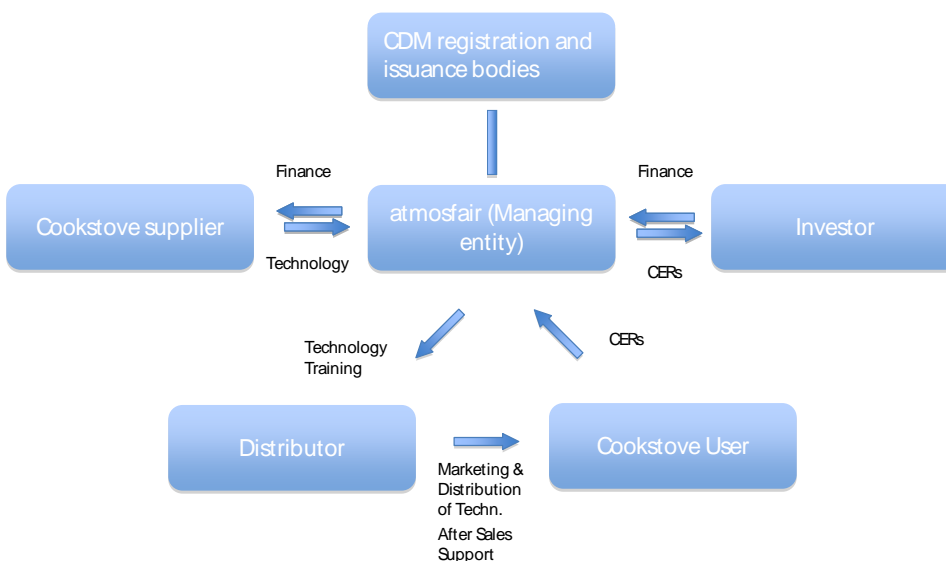 CDM registration and
issuance bodies
Finance
Finance
Cookstove supplier
atmosfair (Managing
entity)
Investor
Technology
CERs
Technology
Training
CERs
Distributor
Cookstove User
Marketing &
Distribution
of Techn.
After Sales
Support